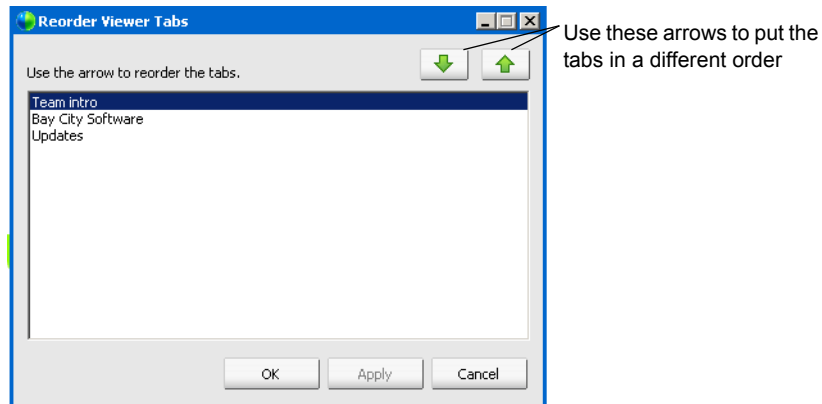 Reorder Viewer Tabs
Use these arrows to put the
tabs in a different order
Use the arrow to reorder the tabs.
Team intro
Bay City Software
Updates
OK Apply Cancel